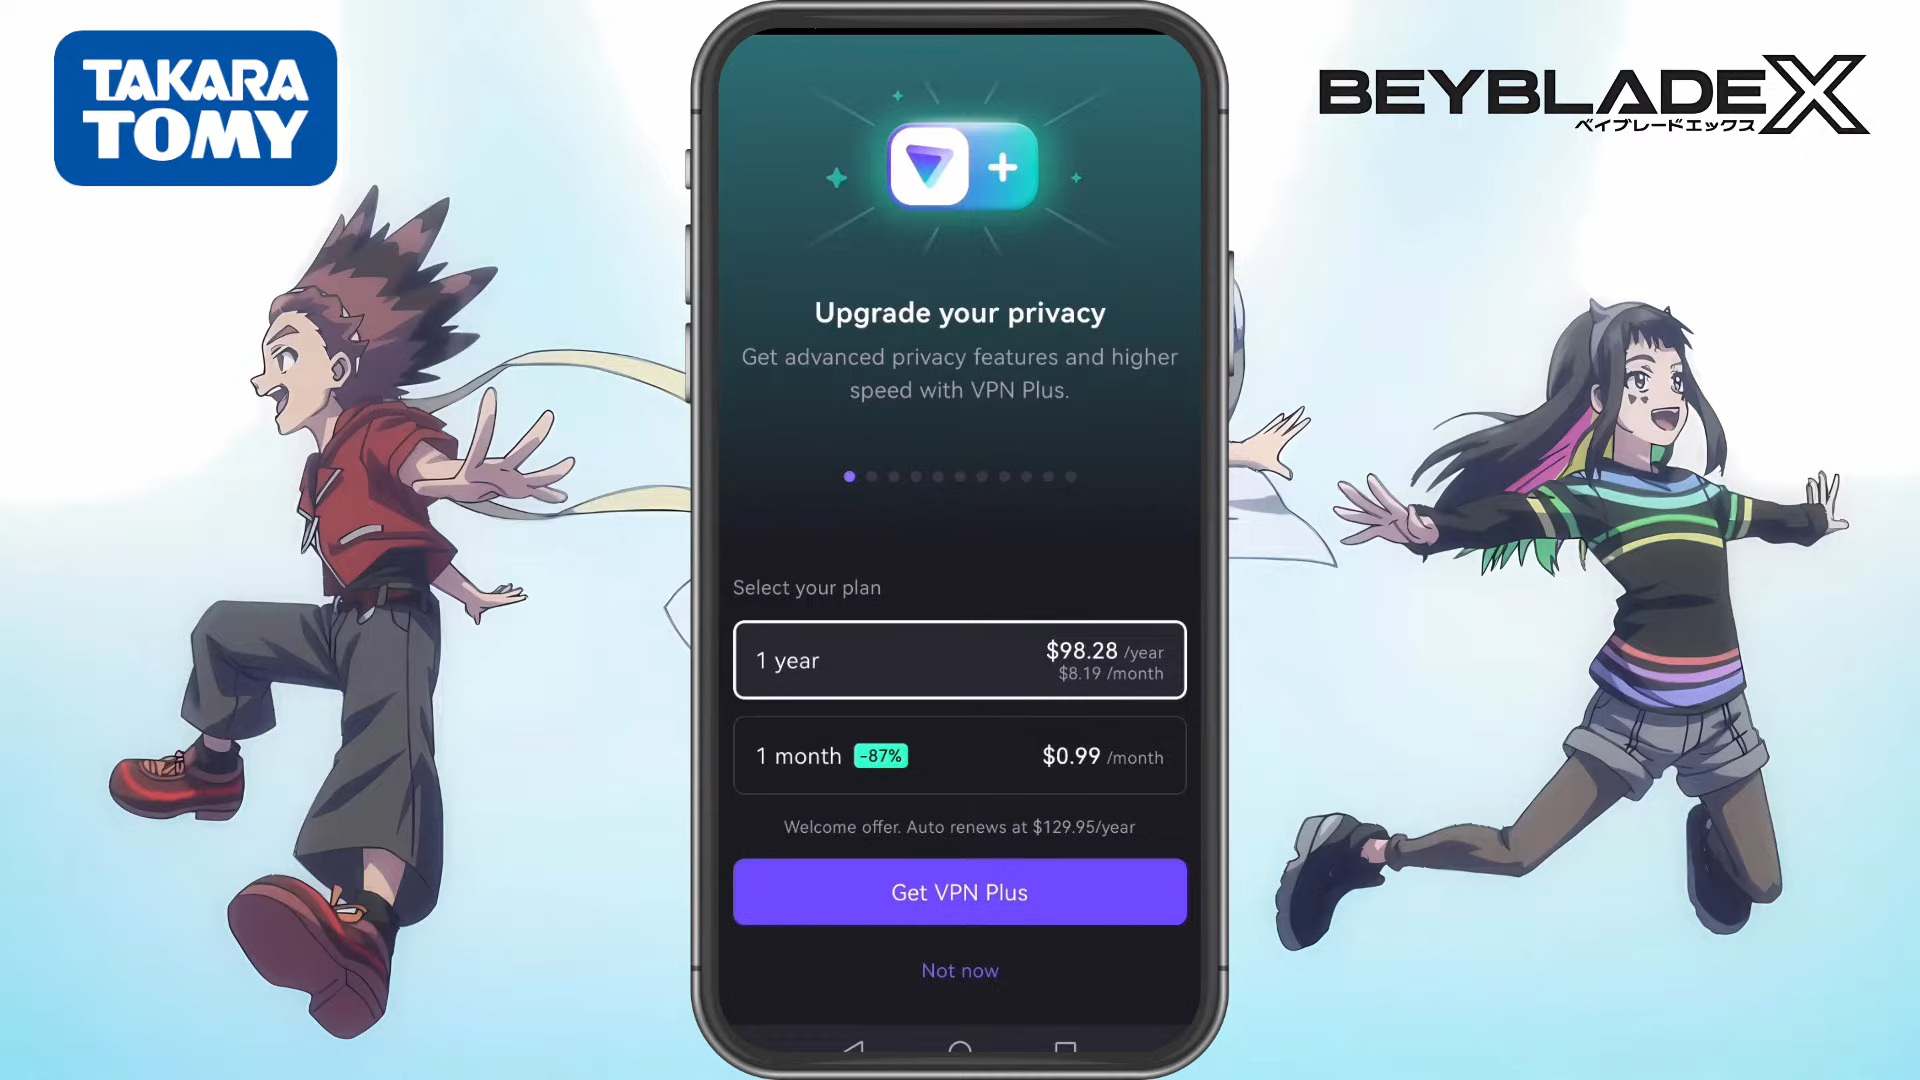 TAKARA
TOMY
BEYBLADE X
ベイブレードエックス
Upgrade your privacy
Get advanced privacy features and higher
speed with VPN Plus.
Select your plan
1 year
$98.28 /year
$8.19 /month
1 month -87% $0.99 /month
Welcome offer. Auto renews at $129.95/year
Get VPN Plus
Not now